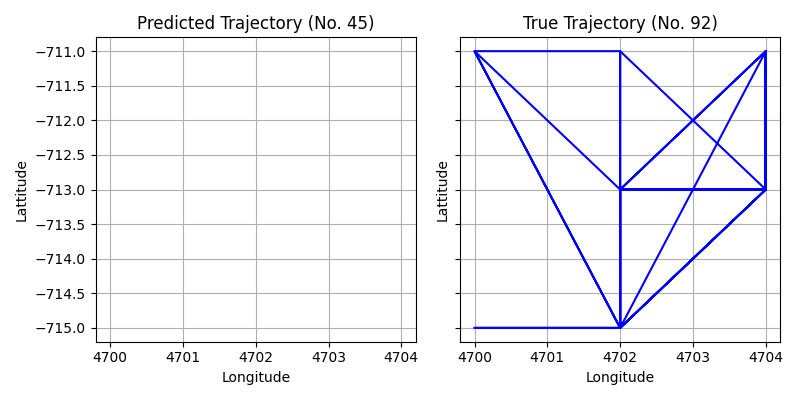 Predicted Trajectory (No. 45)
True Trajectory (No. 92)
−711.0
−711.5
−712.0
−712.5
−713.0
−713.5
−714.0
−714.5
−715.0
Lattitude
Lattitude
4700 4701 4702 4703 4704
4700 4701 4702 4703 4704
Longitude
Longitude